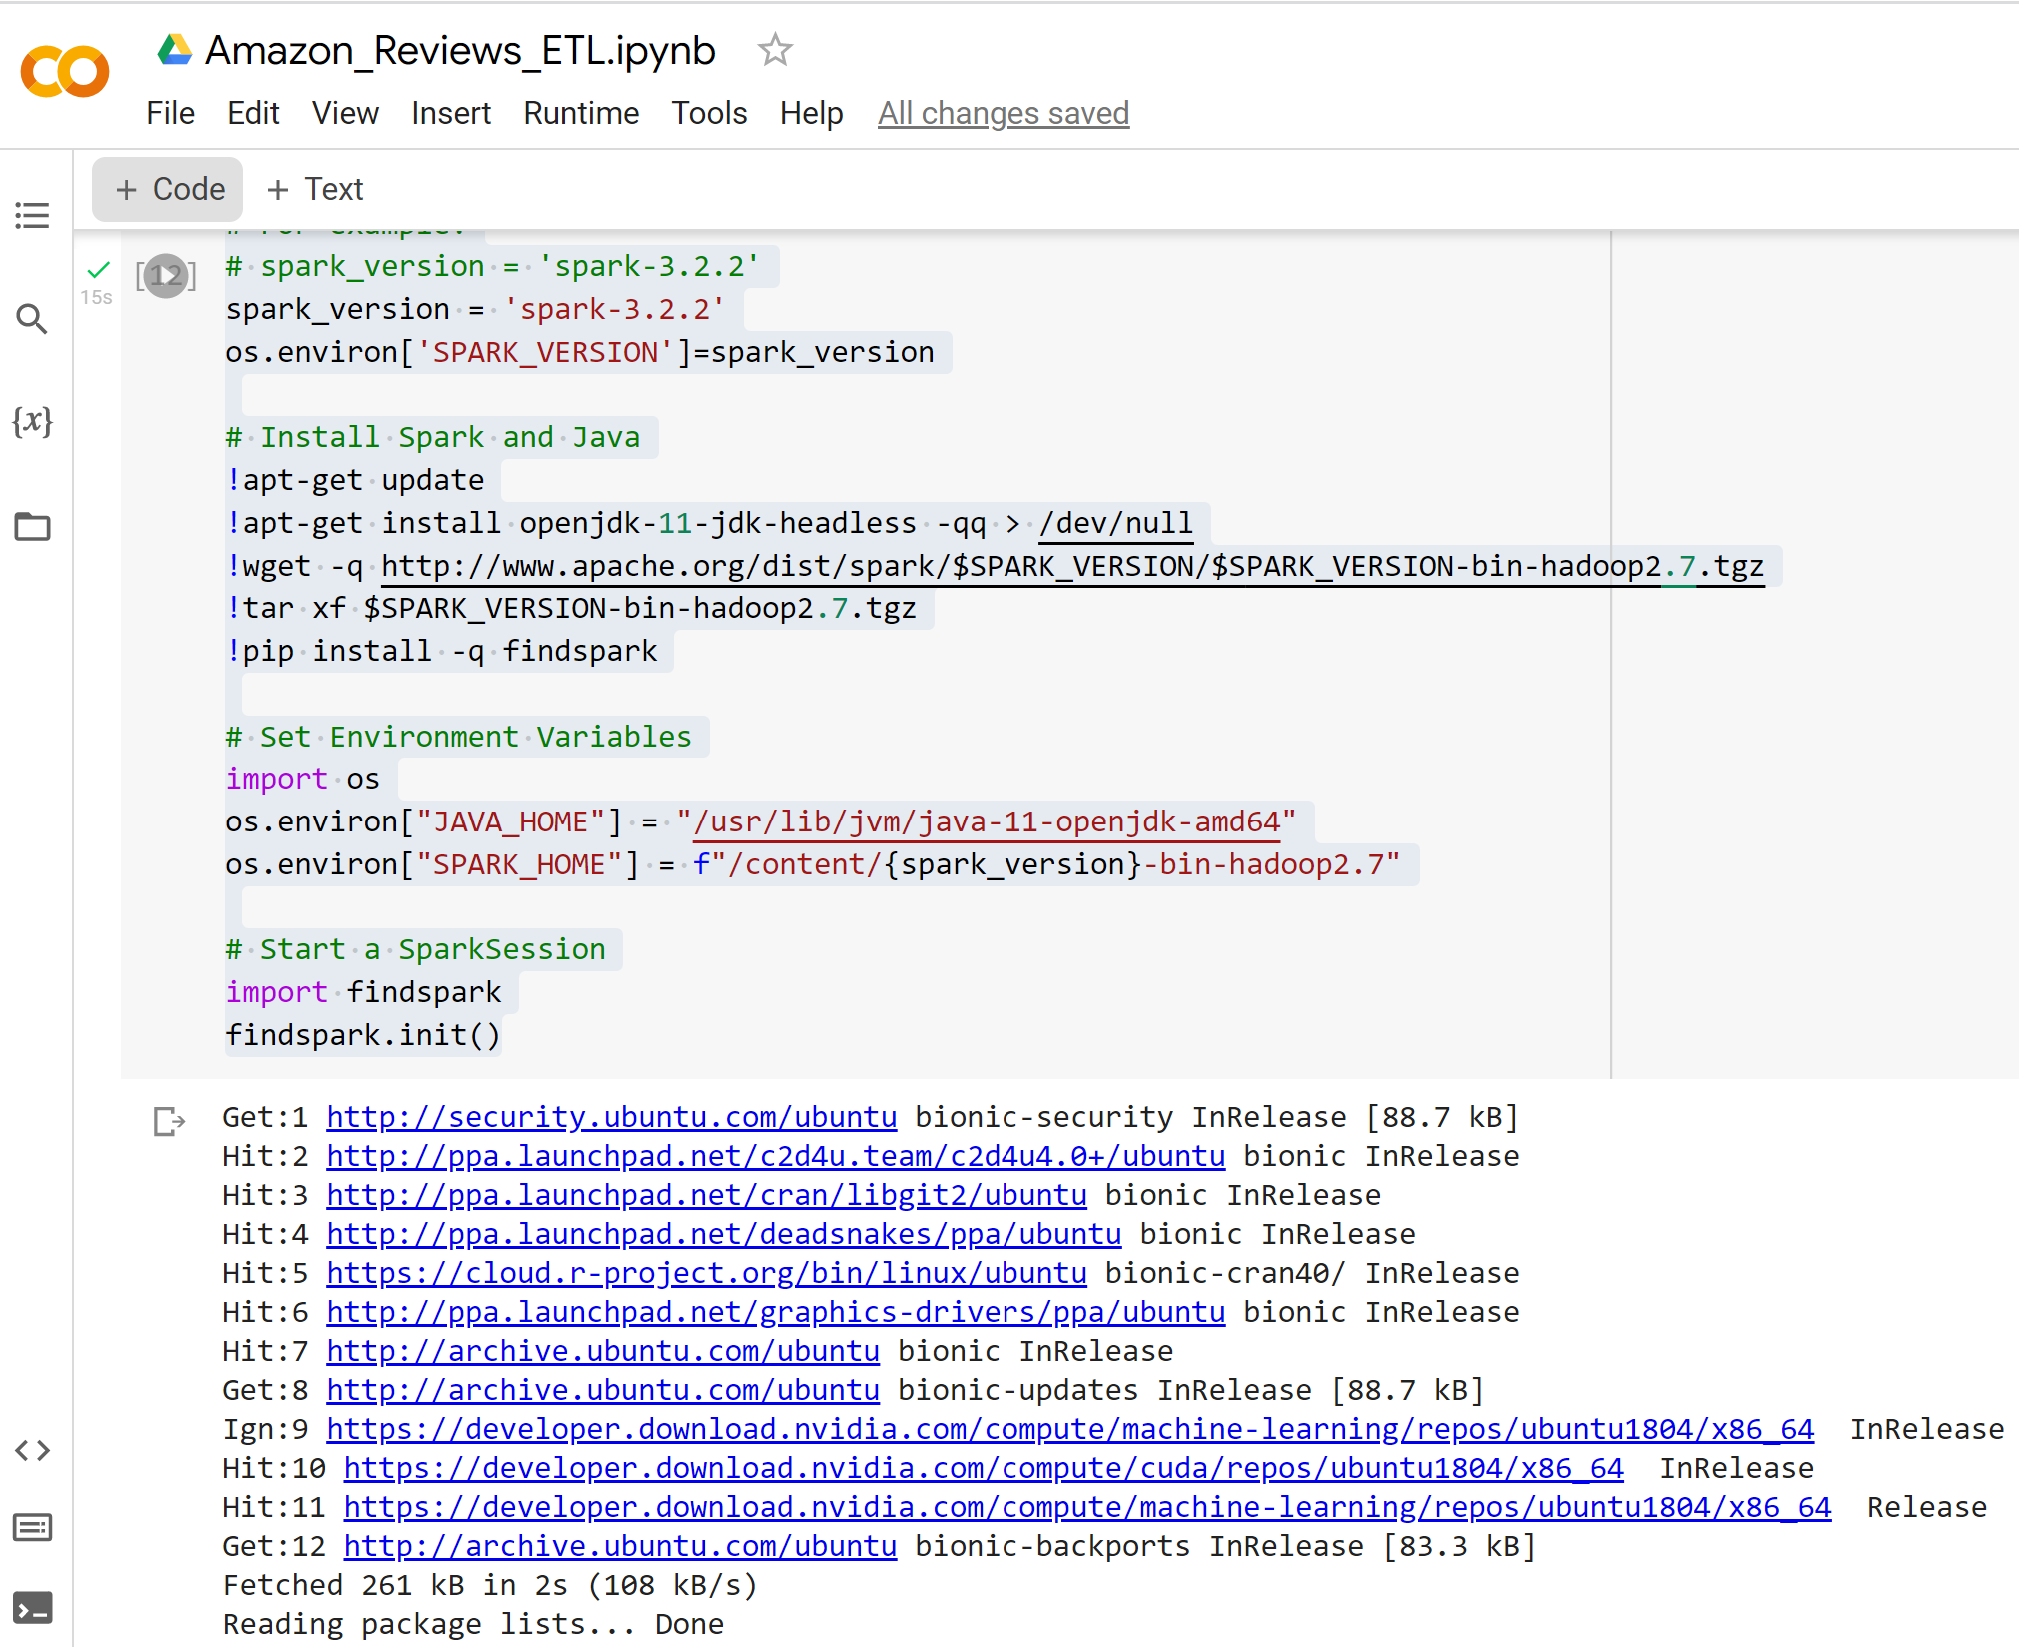 Amazon_Reviews_ETL.ipynb
File Edit View Insert Runtime Tools Help All changes saved
+ Code + Text
# For example:
15s [12] # spark_version = 'spark-3.2.2'
spark_version = 'spark-3.2.2'
os.environ['SPARK_VERSION']=spark_version
{x}
# Install Spark and Java
!apt-get update
!apt-get install openjdk-11-jdk-headless -qq > /dev/null
!wget -q http://www.apache.org/dist/spark/$SPARK_VERSION/$SPARK_VERSION-bin-hadoop2.7.tgz
!tar xf $SPARK_VERSION-bin-hadoop2.7.tgz
!pip install -q findspark
# Set Environment Variables
import os
os.environ["JAVA_HOME"] = "/usr/lib/jvm/java-11-openjdk-amd64"
os.environ["SPARK_HOME"] = f"/content/{spark_version}-bin-hadoop2.7"
# Start a SparkSession
import findspark
findspark.init()
Get:1 http://security.ubuntu.com/ubuntu bionic-security InRelease [88.7 kB]
Hit:2 http://ppa.launchpad.net/c2d4u.team/c2d4u4.0+/ubuntu bionic InRelease
Hit:3 http://ppa.launchpad.net/cran/libgit2/ubuntu bionic InRelease
Hit:4 http://ppa.launchpad.net/deadsnakes/ppa/ubuntu bionic InRelease
Hit:5 https://cloud.r-project.org/bin/linux/ubuntu bionic-cran40/ InRelease
Hit:6 http://ppa.launchpad.net/graphics-drivers/ppa/ubuntu bionic InRelease
Hit:7 http://archive.ubuntu.com/ubuntu bionic InRelease
Get:8 http://archive.ubuntu.com/ubuntu bionic-updates InRelease [88.7 kB]
Ign:9 https://developer.download.nvidia.com/compute/machine-learning/repos/ubuntu1804/x86_64 InRelease
Hit:10 https://developer.download.nvidia.com/compute/cuda/repos/ubuntu1804/x86_64 InRelease
Hit:11 https://developer.download.nvidia.com/compute/machine-learning/repos/ubuntu1804/x86_64 Release
Get:12 http://archive.ubuntu.com/ubuntu bionic-backports InRelease [83.3 kB]
Fetched 261 kB in 2s (108 kB/s)
Reading package lists... Done